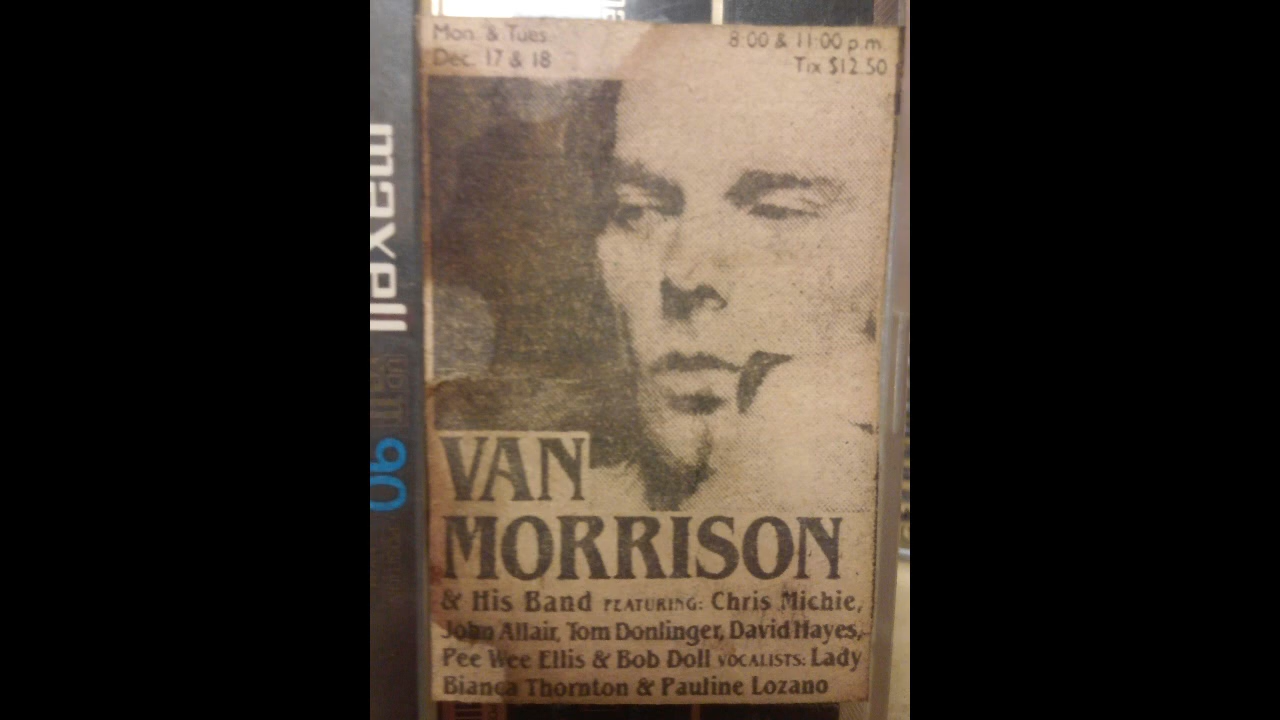 Mon. & Tues.
Dec. 17 & 18
8:00 & 11:00 p.m.
Tix $12.50
VAN
MORRISON
& His Band FEATURING: Chris Michie,
John Allair, Tom Donlinger, David Hayes,
Pee Wee Ellis & Bob Doll VOCALISTS: Lady
Bianca Thornton & Pauline Lozano
maxell
90